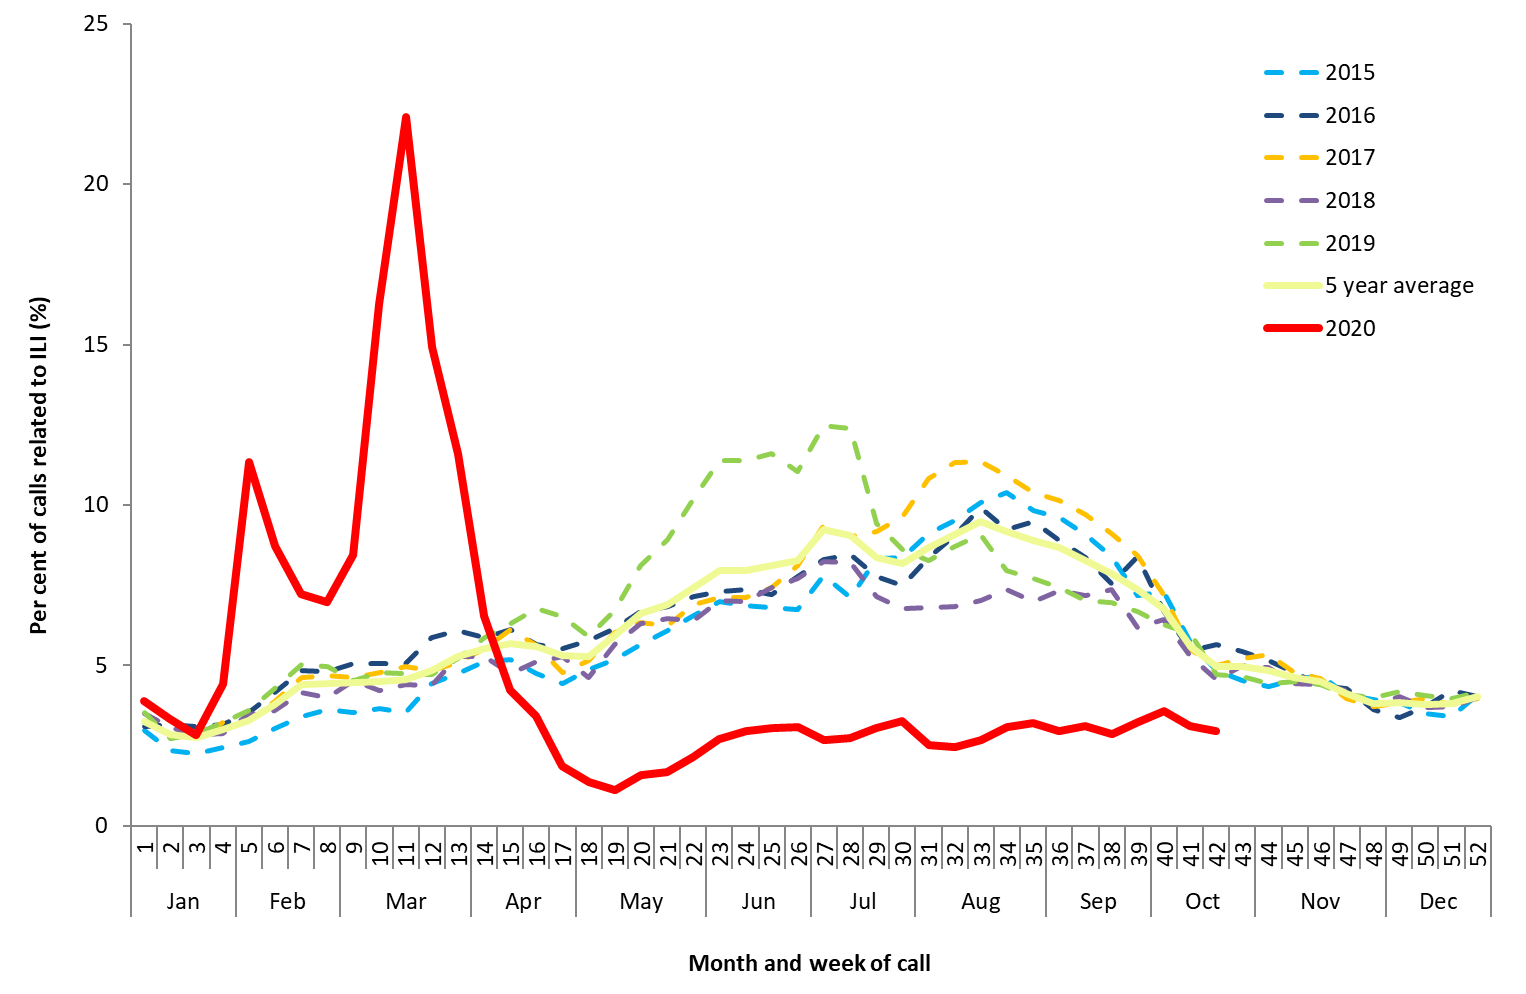 25
20
15
10
5
0
Per cent of calls related to ILI (%)
2015
2016
2017
2018
2019
5 year average
2020
1 2 3 4 5 6 7 8 9 10 11 12 13 14 15 16 17 18 19 20 21 22 23 24 25 26 27 28 29 30 31 32 33 34 35 36 37 38 39 40 41 42 43 44 45 46 47 48 49 50 51 52
Jan Feb Mar Apr May Jun Jul Aug Sep Oct Nov Dec
Month and week of call